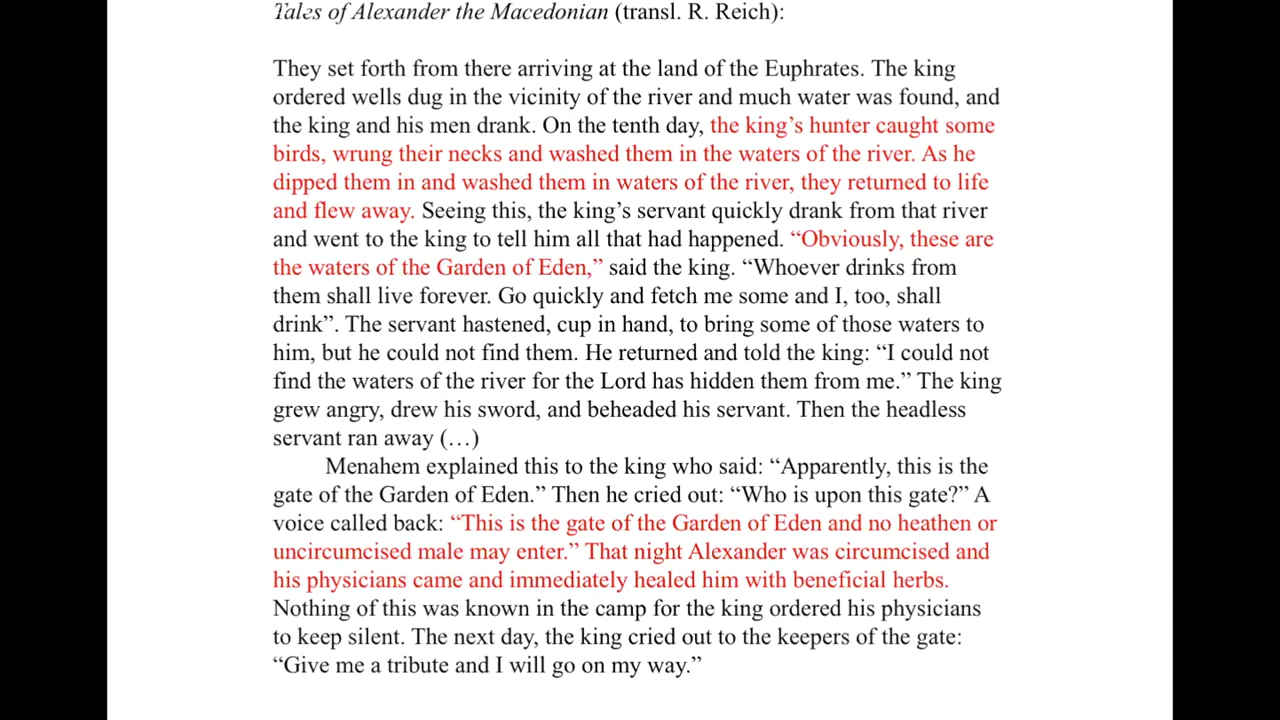 Tales of Alexander the Macedonian (transl. R. Reich):
They set forth from there arriving at the land of the Euphrates. The king
ordered wells dug in the vicinity of the river and much water was found, and
the king and his men drank. On the tenth day, the king’s hunter caught some
birds, wrung their necks and washed them in the waters of the river. As he
dipped them in and washed them in waters of the river, they returned to life
and flew away. Seeing this, the king’s servant quickly drank from that river
and went to the king to tell him all that had happened. “Obviously, these are
the waters of the Garden of Eden,” said the king. “Whoever drinks from
them shall live forever. Go quickly and fetch me some and I, too, shall
drink”. The servant hastened, cup in hand, to bring some of those waters to
him, but he could not find them. He returned and told the king: “I could not
find the waters of the river for the Lord has hidden them from me.” The king
grew angry, drew his sword, and beheaded his servant. Then the headless
servant ran away (…)
Menahem explained this to the king who said: “Apparently, this is the
gate of the Garden of Eden.” Then he cried out: “Who is upon this gate?” A
voice called back: “This is the gate of the Garden of Eden and no heathen or
uncircumcised male may enter.” That night Alexander was circumcised and
his physicians came and immediately healed him with beneficial herbs.
Nothing of this was known in the camp for the king ordered his physicians
to keep silent. The next day, the king cried out to the keepers of the gate:
“Give me a tribute and I will go on my way.”